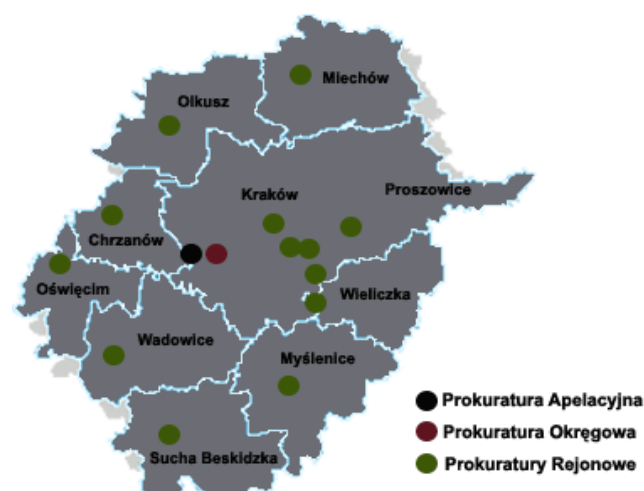 Miechów
Olkusz
Kraków
Proszowice
Chrzanów
Oświęcim
Wieliczka
Wadowice
Myślenice
Prokuratura Apelacyjna
Prokuratura Okręgowa
Sucha Beskidzka
Prokuratury Rejonowe